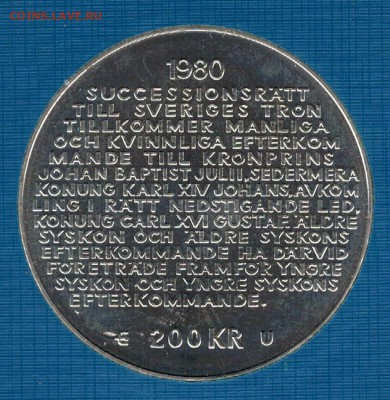 COINS.LAVE.RU
1980
SUCCESSIONSRÄTT
TILL SVERIGES TRON
TILLKOMMER MANLIGA
OCH KVINNLIGA EFTERKOM
MANDE TILL KRONPRINS
JOHAN BAPTIST JULII, SEDERMERA
KONUNG KARL XIV JOHANS, AVKOM
LING I RÄTT NEDSTIGANDE LED,
KONUNG CARL XVI GUSTAF. ÄLDRE
SYSKON OCH ÄLDRE SYSKONS
EFTERKOMMANDE HA DÄRVID
FÖRETRÄDE FRAMFÖR YNGRE
SYSKON OCH YNGRE SYSKONS
EFTERKOMMANDE.
200 KR U